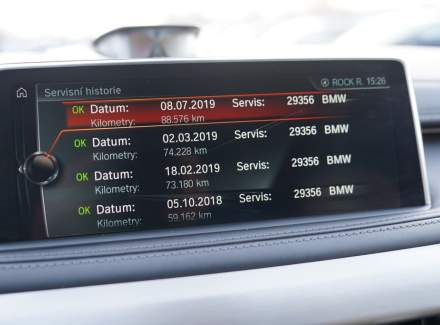 Servisní historie ROCK R. 15:26
OK Datum: 08.07.2019 Servis: 29356 BMW
Kilometry: 88.576 km
OK Datum: 02.03.2019 Servis: 29356 BMW
Kilometry: 74.228 km
OK Datum: 18.02.2019 Servis: 29356 BMW
Kilometry: 73.180 km
OK Datum: 05.10.2018 Servis: 29356 BMW
Kilometry: 59.162 km